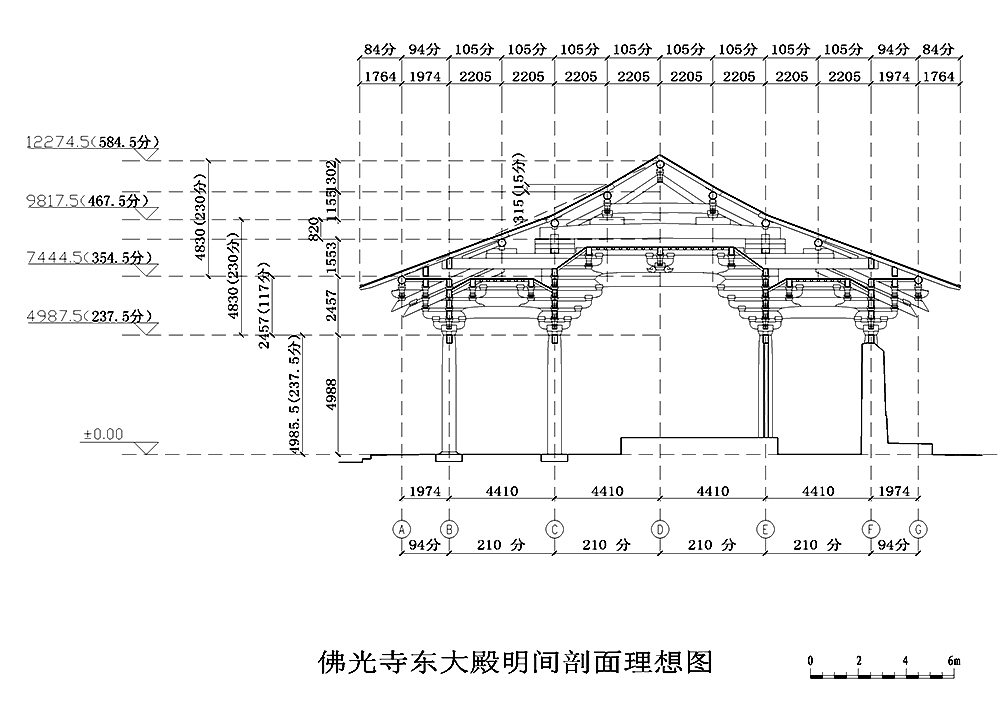 84分 94分 105分 105分 105分 105分 105分 105分 105分 105分 94分 84分
1764 1974 2205 2205 2205 2205 2205 2205 2205 2205 1974 1764
12274.5(584.5分)
9817.5(467.5分)
7444.5(354.5分)
4987.5(237.5分)
±0.00
4830(230分)
4830(230分)
2457(117分)
4985.5(237.5分)
1302
1155
820
1553
2457
4988
315(15分)
1974 4410 4410 4410 4410 1974
A B C D E F G
94分 210 分 210 分 210 分 210 分 94分
佛光寺东大殿明间剖面理想图
0 2 4 6m